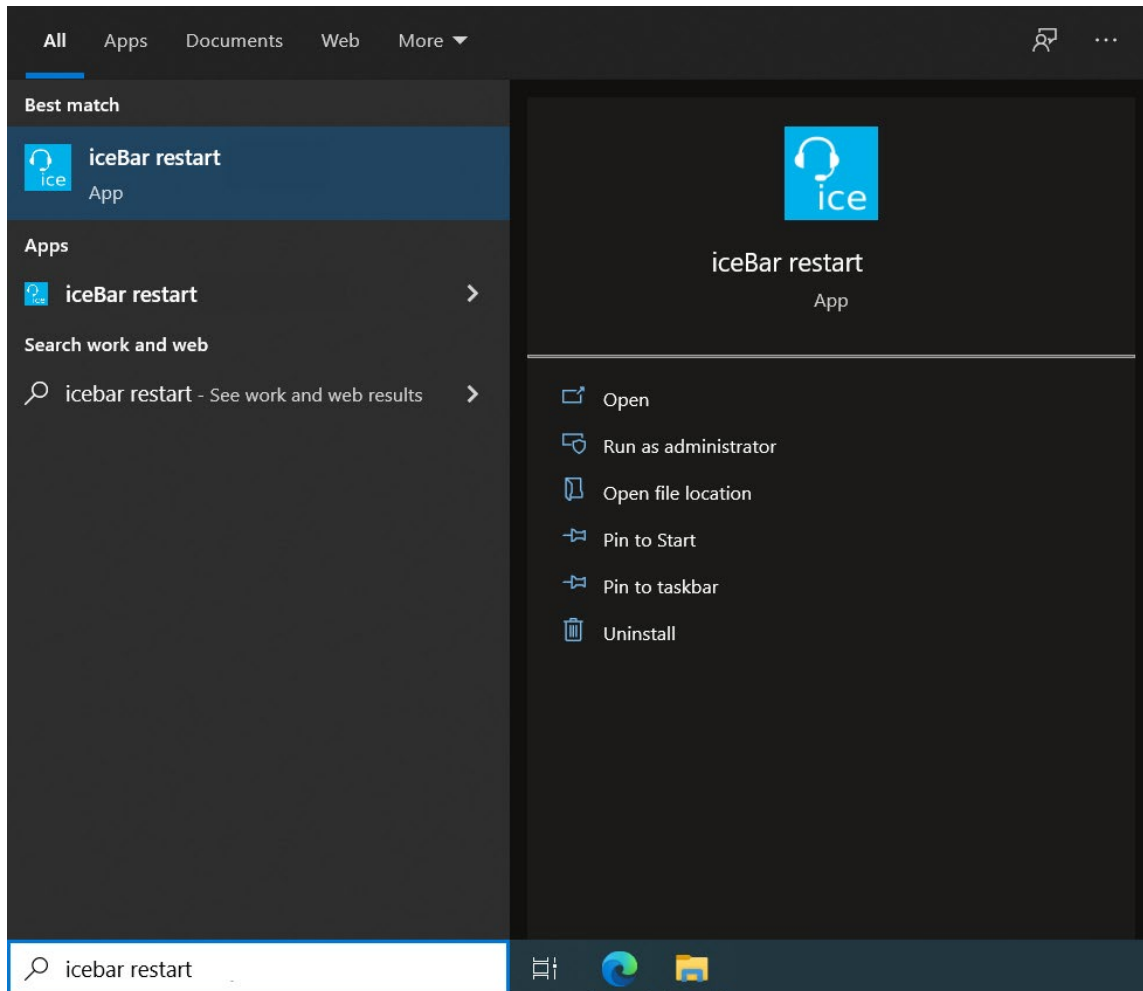 All Apps Documents Web More
Best match
ice
iceBar restart
App
Apps
ice
iceBar restart
Search work and web
icebar restart - See work and web results
ice
iceBar restart
App
Open
Run as administrator
Open file location
Pin to Start
Pin to taskbar
Uninstall
icebar restart